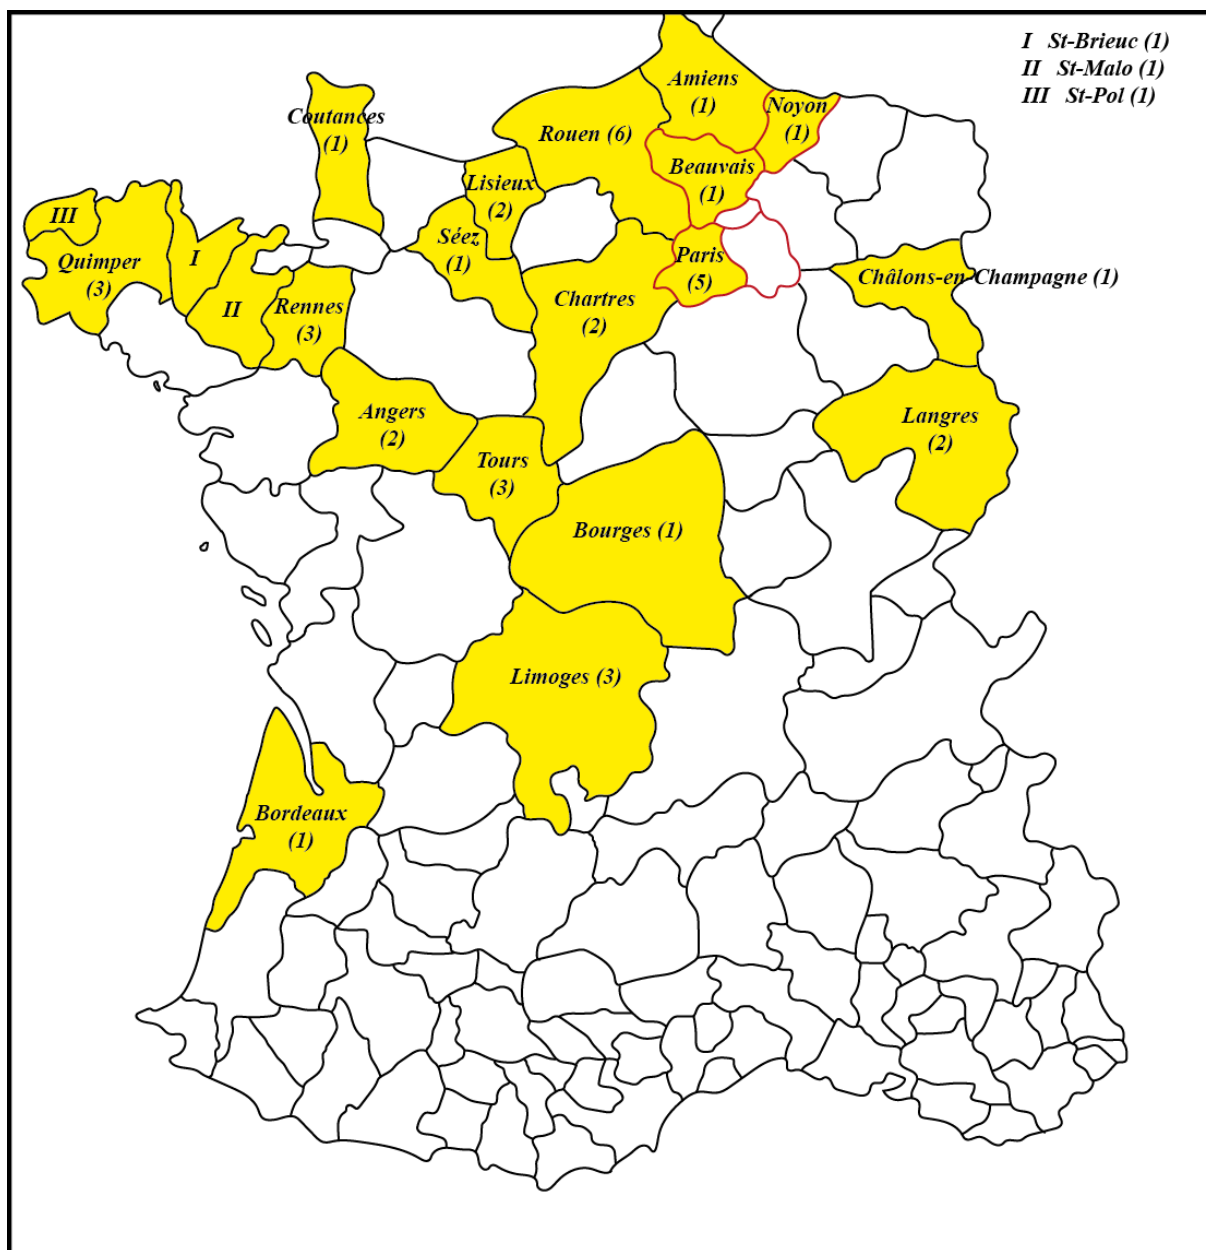 I St-Brieuc (1)
II St-Malo (1)
III St-Pol (1)
Amiens
(1)
Noyon
(1)
Coutances
(1)
Rouen (6)
Beauvais
(1)
Lisieux
(2)
III
Séez
(1)
Quimper
(3)
I
Paris
(5)
Châlons-en-Champagne (1)
II
Rennes
(3)
Chartres
(2)
Angers
(2)
Langres
(2)
Tours
(3)
Bourges (1)
Limoges (3)
Bordeaux
(1)